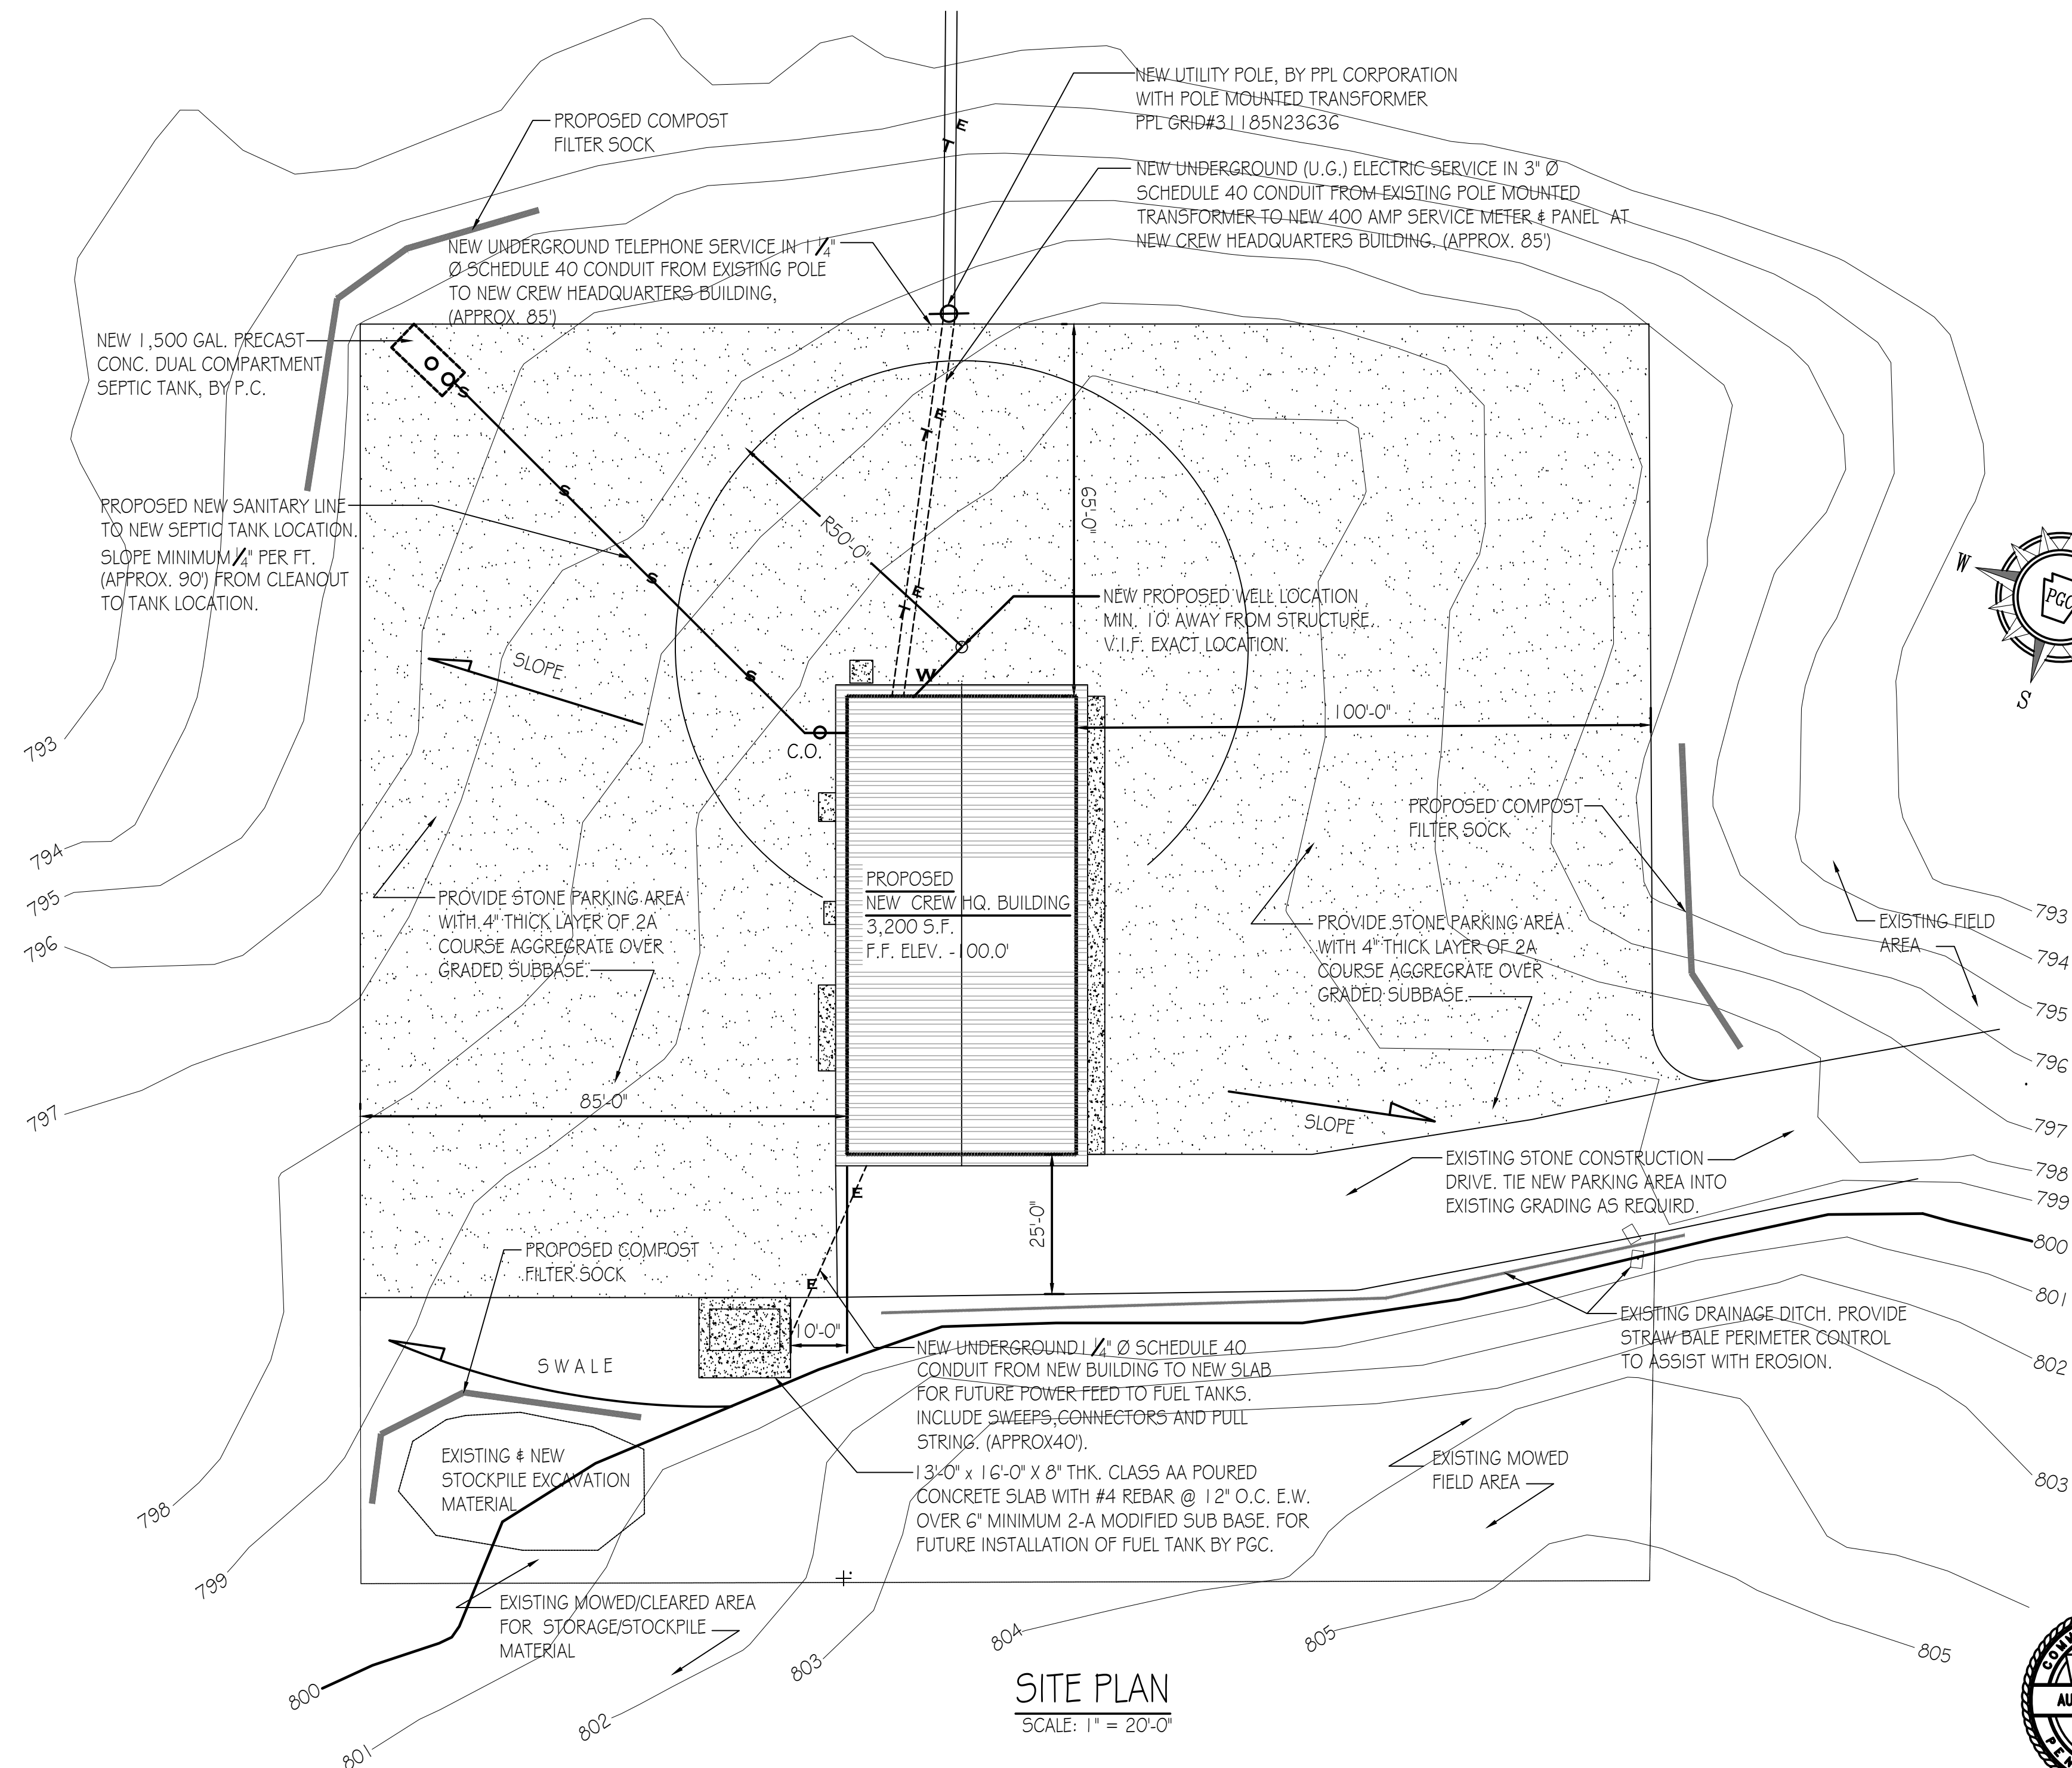 NEW UTILITY POLE, BY PPL CORPORATION
WITH POLE MOUNTED TRANSFORMER
PPL GRID#31185N23636
PROPOSED COMPOST
FILTER SOCK
E
T
NEW UNDERGROUND (U.G.) ELECTRIC SERVICE IN 3" Ø
SCHEDULE 40 CONDUIT FROM EXISTING POLE MOUNTED
TRANSFORMER TO NEW 400 AMP SERVICE METER & PANEL AT
NEW CREW HEADQUARTERS BUILDING. (APPROX. 85')
NEW UNDERGROUND TELEPHONE SERVICE IN 1 1/4"
Ø SCHEDULE 40 CONDUIT FROM EXISTING POLE
TO NEW CREW HEADQUARTERS BUILDING,
(APPROX. 85')
NEW 1,500 GAL. PRECAST
CONC. DUAL COMPARTMENT
SEPTIC TANK, BY P.C.
S
E
T
65'-0"
PROPOSED NEW SANITARY LINE
TO NEW SEPTIC TANK LOCATION.
SLOPE MINIMUM 1/4" PER FT.
(APPROX. 90') FROM CLEANOUT
TO TANK LOCATION.
S
S
S
R50'-0"
E
T
NEW PROPOSED WELL LOCATION
MIN. 10' AWAY FROM STRUCTURE.
V.I.F. EXACT LOCATION.
W
PGC
S
SLOPE
W
C.O.
100'-0"
793
794
795
796
797
PROPOSED COMPOST
FILTER SOCK
PROPOSED
NEW CREW HQ. BUILDING
3,200 S.F.
F.F. ELEV. -100.0'
PROVIDE STONE PARKING AREA
WITH 4" THICK LAYER OF 2A
COURSE AGGREGRATE OVER
GRADED SUBBASE.
PROVIDE STONE PARKING AREA
WITH 4" THICK LAYER OF 2A
COURSE AGGREGRATE OVER
GRADED SUBBASE.
EXISTING FIELD
AREA
793
794
795
796
797
798
799
800
801
802
803
85'-0"
SLOPE
EXISTING STONE CONSTRUCTION
DRIVE. TIE NEW PARKING AREA INTO
EXISTING GRADING AS REQUIRD.
E
E
25'-0"
PROPOSED COMPOST
FILTER SOCK
10'-0"
SWALE
EXISTING DRAINAGE DITCH. PROVIDE
STRAW BALE PERIMETER CONTROL
TO ASSIST WITH EROSION.
NEW UNDERGROUND 1 1/4" Ø SCHEDULE 40
CONDUIT FROM NEW BUILDING TO NEW SLAB
FOR FUTURE POWER FEED TO FUEL TANKS.
INCLUDE SWEEPS,CONNECTORS AND PULL
STRING. (APPROX40').
EXISTING & NEW
STOCKPILE EXCAVATION
MATERIAL
EXISTING MOWED
FIELD AREA
13'-0" x 16'-0" X 8" THK. CLASS AA POURED
CONCRETE SLAB WITH #4 REBAR @ 12" O.C. E.W.
OVER 6" MINIMUM 2-A MODIFIED SUB BASE. FOR
FUTURE INSTALLATION OF FUEL TANK BY PGC.
EXISTING MOWED/CLEARED AREA
FOR STORAGE/STOCKPILE
MATERIAL
798
799
800
801
802
803
804
805
805
SITE PLAN
SCALE: 1" = 20'-0"